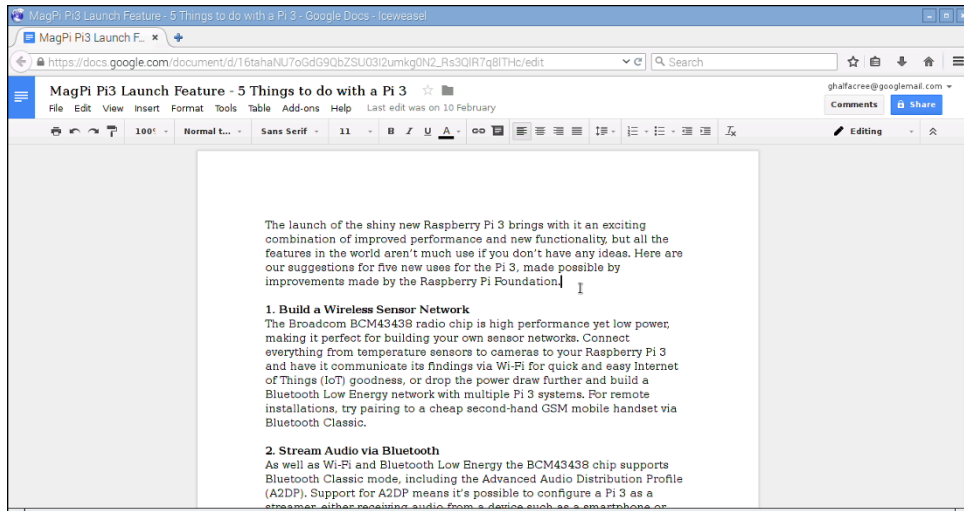 MagPi Pi3 Launch Feature - 5 Things to do with a Pi 3 - Google Docs - Iceweasel
MagPi Pi3 Launch F...
https://docs.google.com/document/d/16tahaNU7oGdG9QbZSU03I2umkg0N2_Rs3QIR7q8lTHc/edit
Search
MagPi Pi3 Launch Feature - 5 Things to do with a Pi 3
ghalfacree@googlemail.com
File Edit View Insert Format Tools Table Add-ons Help Last edit was on 10 February
Comments Share
Normal t... Sans Serif 11 B I U A Editing
The launch of the shiny new Raspberry Pi 3 brings with it an exciting
combination of improved performance and new functionality, but all the
features in the world aren't much use if you don't have any ideas. Here are
our suggestions for five new uses for the Pi 3, made possible by
improvements made by the Raspberry Pi Foundation.
1. Build a Wireless Sensor Network
The Broadcom BCM43438 radio chip is high performance yet low power,
making it perfect for building your own sensor networks. Connect
everything from temperature sensors to cameras to your Raspberry Pi 3
and have it communicate its findings via Wi-Fi for quick and easy Internet
of Things (IoT) goodness, or drop the power draw further and build a
Bluetooth Low Energy network with multiple Pi 3 systems. For remote
installations, try pairing to a cheap second-hand GSM mobile handset via
Bluetooth Classic.
2. Stream Audio via Bluetooth
As well as Wi-Fi and Bluetooth Low Energy the BCM43438 chip supports
Bluetooth Classic mode, including the Advanced Audio Distribution Profile
(A2DP). Support for A2DP means it's possible to configure a Pi 3 as a
streamer, either receiving audio from a device such as a smartphone or